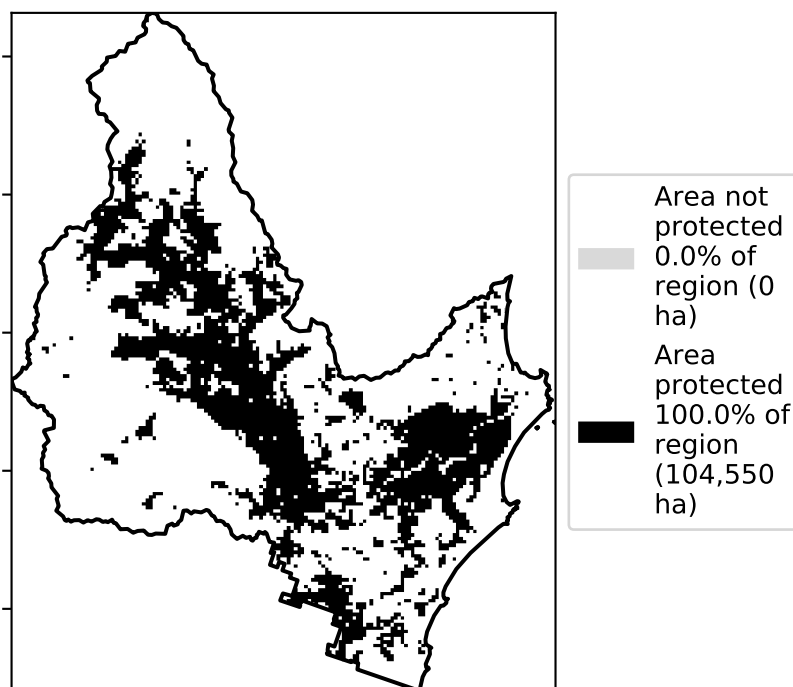 Area not
protected
0.0% of
region (0
ha)
Area
protected
100.0% of
region
(104,550
ha)